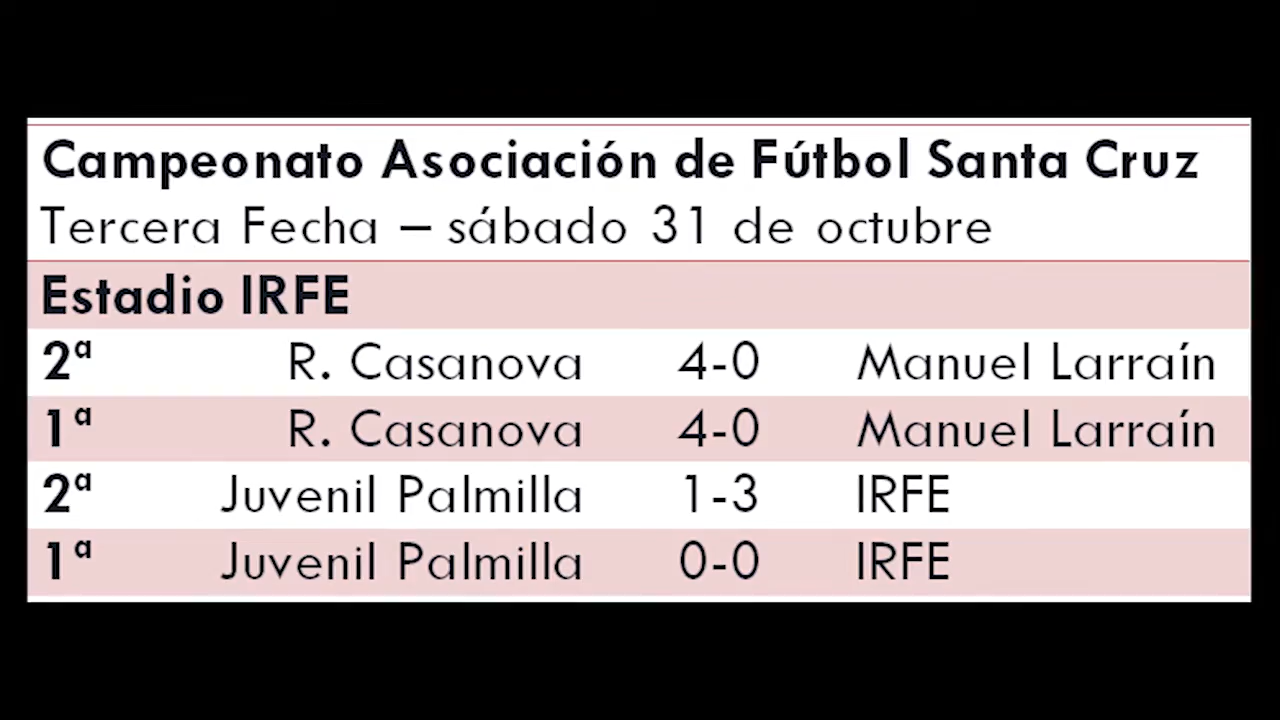 Campeonato Asociación de Fútbol Santa Cruz
Tercera Fecha – sábado 31 de octubre
Estadio IRFE
2ª R. Casanova 4-0 Manuel Larraín
1ª R. Casanova 4-0 Manuel Larraín
2ª Juvenil Palmilla 1-3 IRFE
1ª Juvenil Palmilla 0-0 IRFE